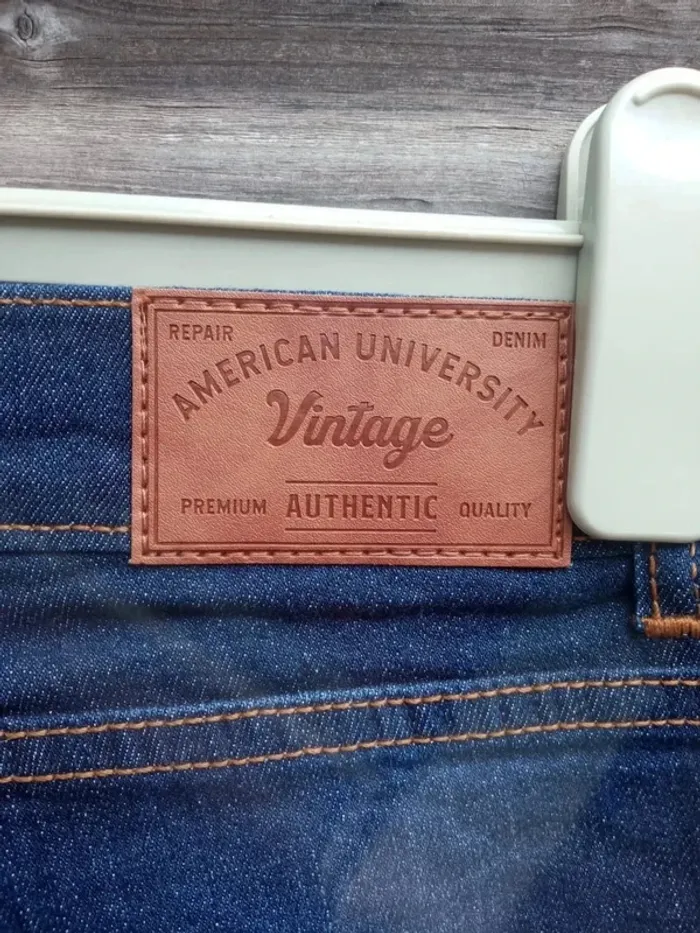 REPAIR DENIM
AMERICAN UNIVERSITY
Vintage
PREMIUM AUTHENTIC QUALITY